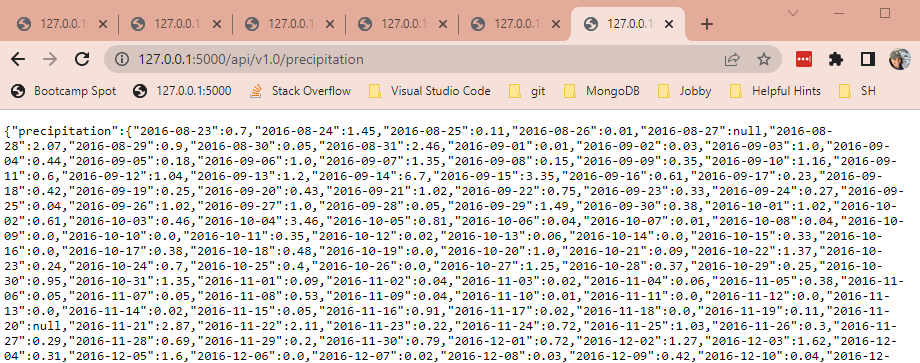 127.0.0.1: 127.0.0.1: 127.0.0.1: 127.0.0.1: 127.0.0.1: 127.0.0.1:
127.0.0.1:5000/api/v1.0/precipitation
Bootcamp Spot 127.0.0.1:5000 Stack Overflow Visual Studio Code git MongoDB Jobby Helpful Hints SH
{"precipitation":{"2016-08-23":0.7,"2016-08-24":1.45,"2016-08-25":0.11,"2016-08-26":0.01,"2016-08-27":null,"2016-08-
28":2.07,"2016-08-29":0.9,"2016-08-30":0.05,"2016-08-31":2.46,"2016-09-01":0.01,"2016-09-02":0.03,"2016-09-03":1.0,"2016-09-
04":0.44,"2016-09-05":0.18,"2016-09-06":1.0,"2016-09-07":1.35,"2016-09-08":0.15,"2016-09-09":0.35,"2016-09-10":1.16,"2016-09-
11":0.6,"2016-09-12":1.04,"2016-09-13":1.2,"2016-09-14":6.7,"2016-09-15":3.35,"2016-09-16":0.61,"2016-09-17":0.23,"2016-09-
18":0.42,"2016-09-19":0.25,"2016-09-20":0.43,"2016-09-21":1.02,"2016-09-22":0.75,"2016-09-23":0.33,"2016-09-24":0.27,"2016-09-
25":0.04,"2016-09-26":1.02,"2016-09-27":1.0,"2016-09-28":0.05,"2016-09-29":1.49,"2016-09-30":0.38,"2016-10-01":1.02,"2016-10-
02":0.61,"2016-10-03":0.46,"2016-10-04":3.46,"2016-10-05":0.81,"2016-10-06":0.04,"2016-10-07":0.01,"2016-10-08":0.04,"2016-10-
09":0.0,"2016-10-10":0.0,"2016-10-11":0.35,"2016-10-12":0.02,"2016-10-13":0.06,"2016-10-14":0.0,"2016-10-15":0.33,"2016-10-
16":0.0,"2016-10-17":0.38,"2016-10-18":0.48,"2016-10-19":0.0,"2016-10-20":1.0,"2016-10-21":0.09,"2016-10-22":1.37,"2016-10-
23":0.24,"2016-10-24":0.7,"2016-10-25":0.4,"2016-10-26":0.0,"2016-10-27":1.25,"2016-10-28":0.37,"2016-10-29":0.25,"2016-10-
30":0.95,"2016-10-31":1.35,"2016-11-01":0.09,"2016-11-02":0.04,"2016-11-03":0.02,"2016-11-04":0.06,"2016-11-05":0.38,"2016-11-
06":0.05,"2016-11-07":0.05,"2016-11-08":0.53,"2016-11-09":0.04,"2016-11-10":0.01,"2016-11-11":0.0,"2016-11-12":0.0,"2016-11-
13":0.0,"2016-11-14":0.02,"2016-11-15":0.05,"2016-11-16":0.91,"2016-11-17":0.02,"2016-11-18":0.0,"2016-11-19":0.11,"2016-11-
20":null,"2016-11-21":2.87,"2016-11-22":2.11,"2016-11-23":0.22,"2016-11-24":0.72,"2016-11-25":1.03,"2016-11-26":0.3,"2016-11-
27":0.29,"2016-11-28":0.69,"2016-11-29":0.2,"2016-11-30":0.79,"2016-12-01":0.72,"2016-12-02":1.27,"2016-12-03":1.62,"2016-12-
04":0.31,"2016-12-05":1.6,"2016-12-06":0.0,"2016-12-07":0.02,"2016-12-08":0.03,"2016-12-09":0.42,"2016-12-10":0.04,"2016-12-